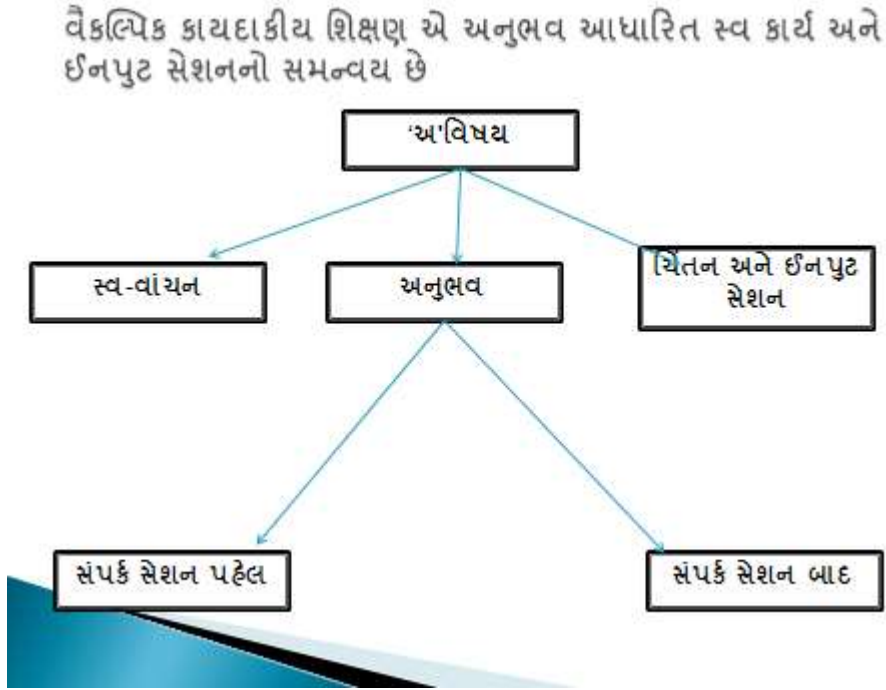 વૈકલ્પિક કાયદાકીય શિક્ષણ એ અનુભવ આધારિત સ્વ કાર્ય અને
ઈનપુટ સેશનનો સમન્વય છે
‘અ'વિષય
સ્વ-વાંચન
અનુભવ
ચિંતન અને ઈનપુટ
સેશન
સંપર્ક સેશન પહેલ
સંપર્ક સેશન બાદ